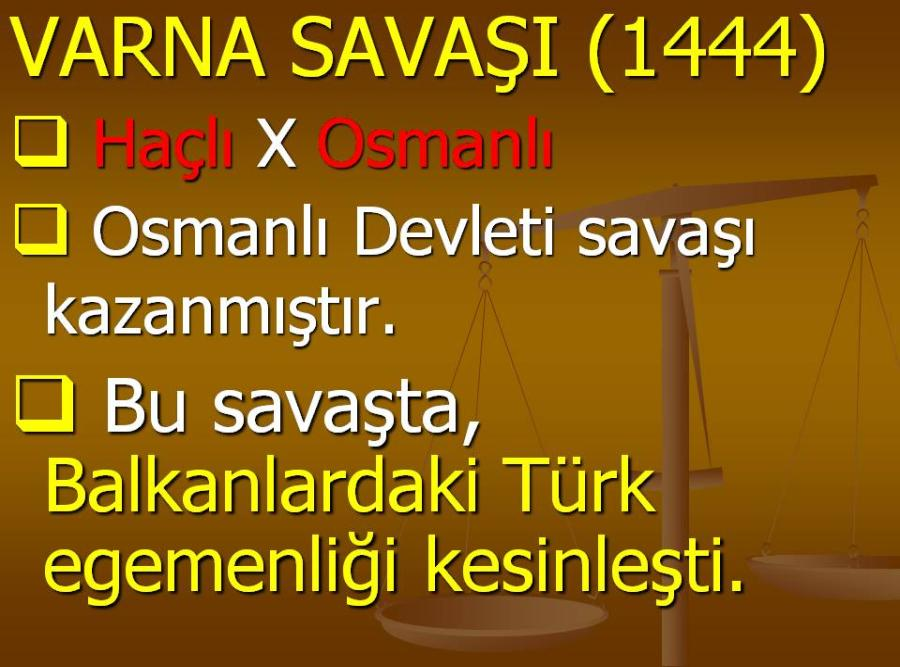 VARNA SAVAŞI (1444)
❑ Haçlı X Osmanlı
❑ Osmanlı Devleti savaşı
kazanmıştır.
❑ Bu savaşta,
Balkanlardaki Türk
egemenliği kesinleşti.